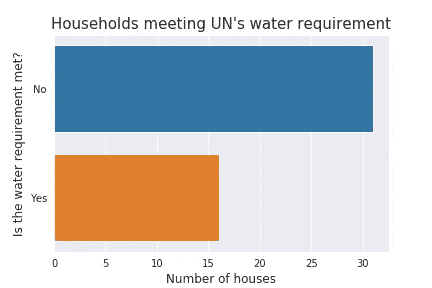 Households meeting UN's water requirement
Is the water requirement met?
No
Yes
0 5 10 15 20 25 30
Number of houses